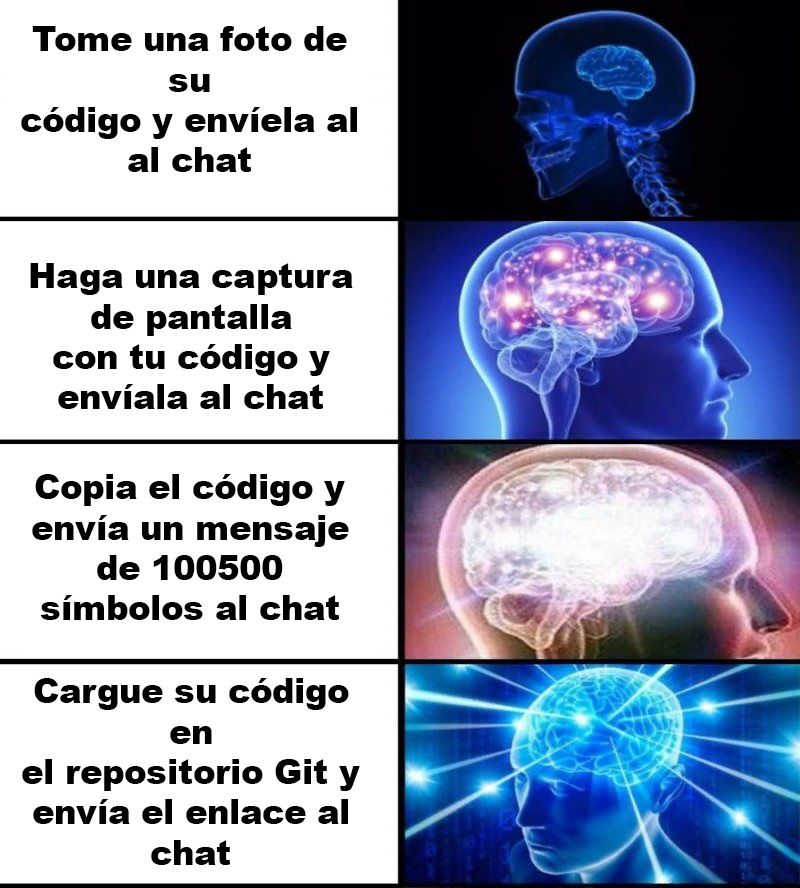 Tome una foto de
su
código y envíela al
al chat
Haga una captura
de pantalla
con tu código y
envíala al chat
Copia el código y
envía un mensaje
de 100500
símbolos al chat
Cargue su código
en
el repositorio Git y
envía el enlace al
chat